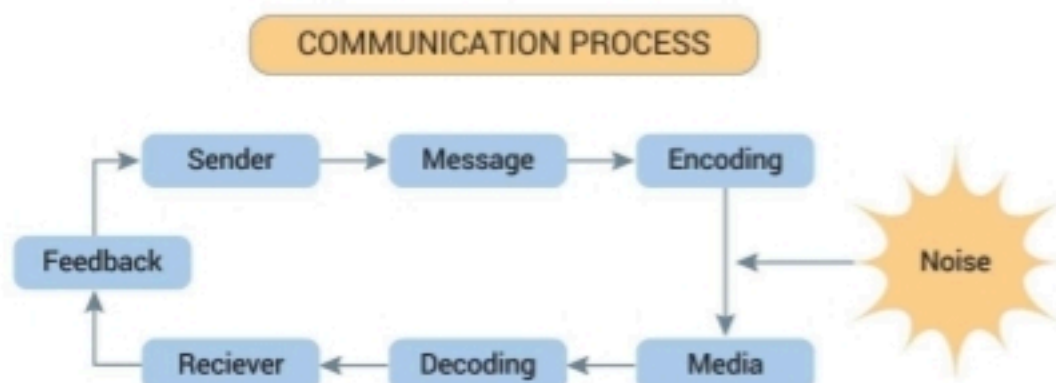 COMMUNICATION PROCESS
Sender
Message
Encoding
Feedback
Noise
Reciever
Decoding
Media